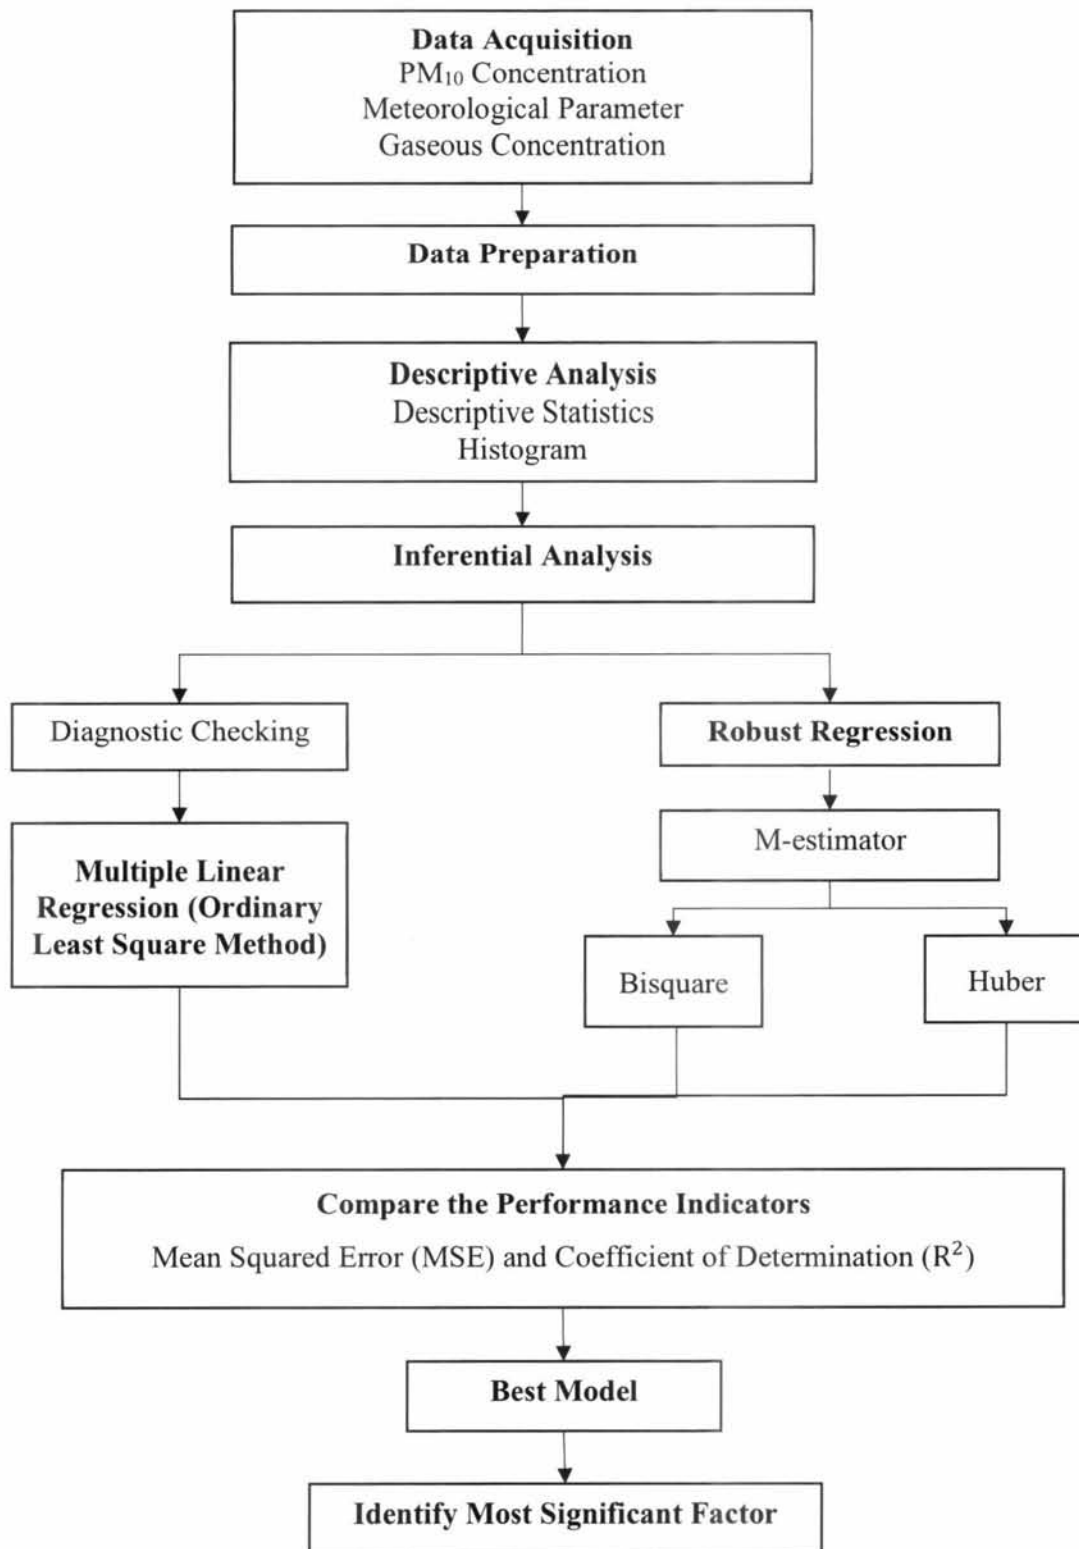 Data Acquisition
PM₁₀ Concentration
Meteorological Parameter
Gaseous Concentration
Data Preparation
Descriptive Analysis
Descriptive Statistics
Histogram
Inferential Analysis
Diagnostic Checking
Multiple Linear
Regression (Ordinary
Least Square Method)
Robust Regression
M-estimator
Bisquare
Huber
Compare the Performance Indicators
Mean Squared Error (MSE) and Coefficient of Determination (R²)
Best Model
Identify Most Significant Factor